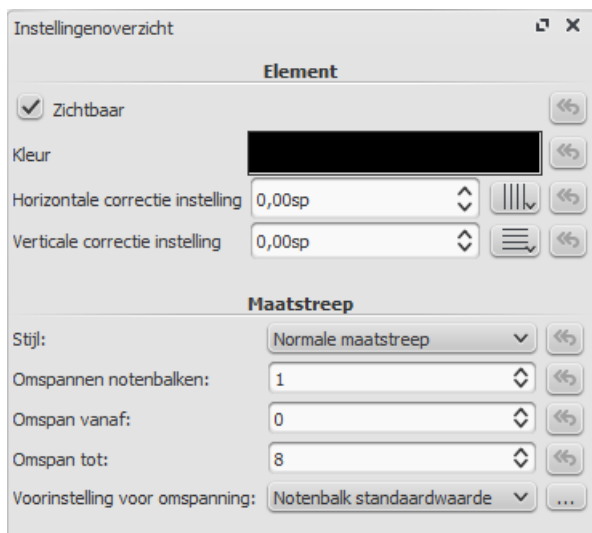 Instellingenoverzicht
Element
Zichtbaar
Kleur
Horizontale correctie instelling 0,00sp
Verticale correctie instelling 0,00sp
Maatstreep
Stijl: Normale maatstreep
Omspannen notenbalken: 1
Omspan vanaf: 0
Omspan tot: 8
Voorinstelling voor omspanning: Notenbalk standaardwaarde ...